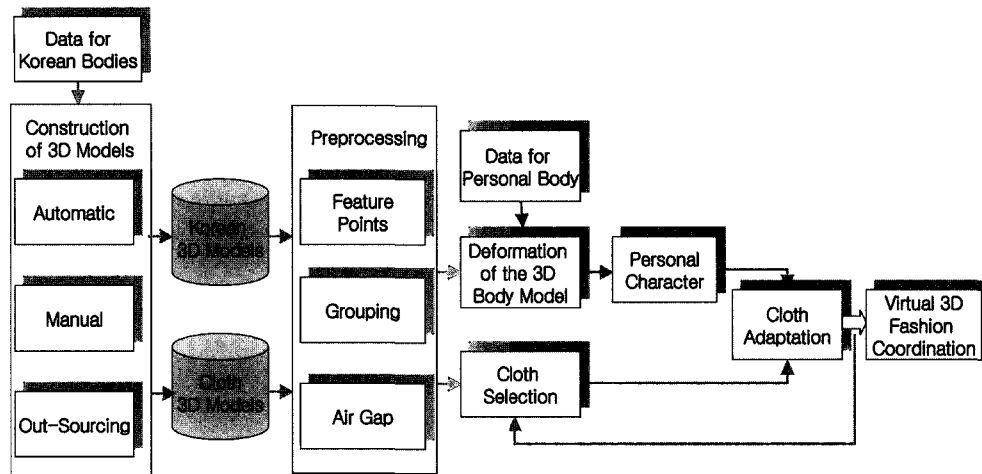 Data for
Korean Bodies
Construction
of 3D Models
Automatic
Manual
Out-Sourcing
Korean
3D Models
Cloth
3D Models
Preprocessing
Feature
Points
Grouping
Air Gap
Data for
Personal Body
Deformation
of the 3D
Body Model
Cloth
Selection
Personal
Character
Cloth
Adaptation
Virtual 3D
Fashion
Coordination